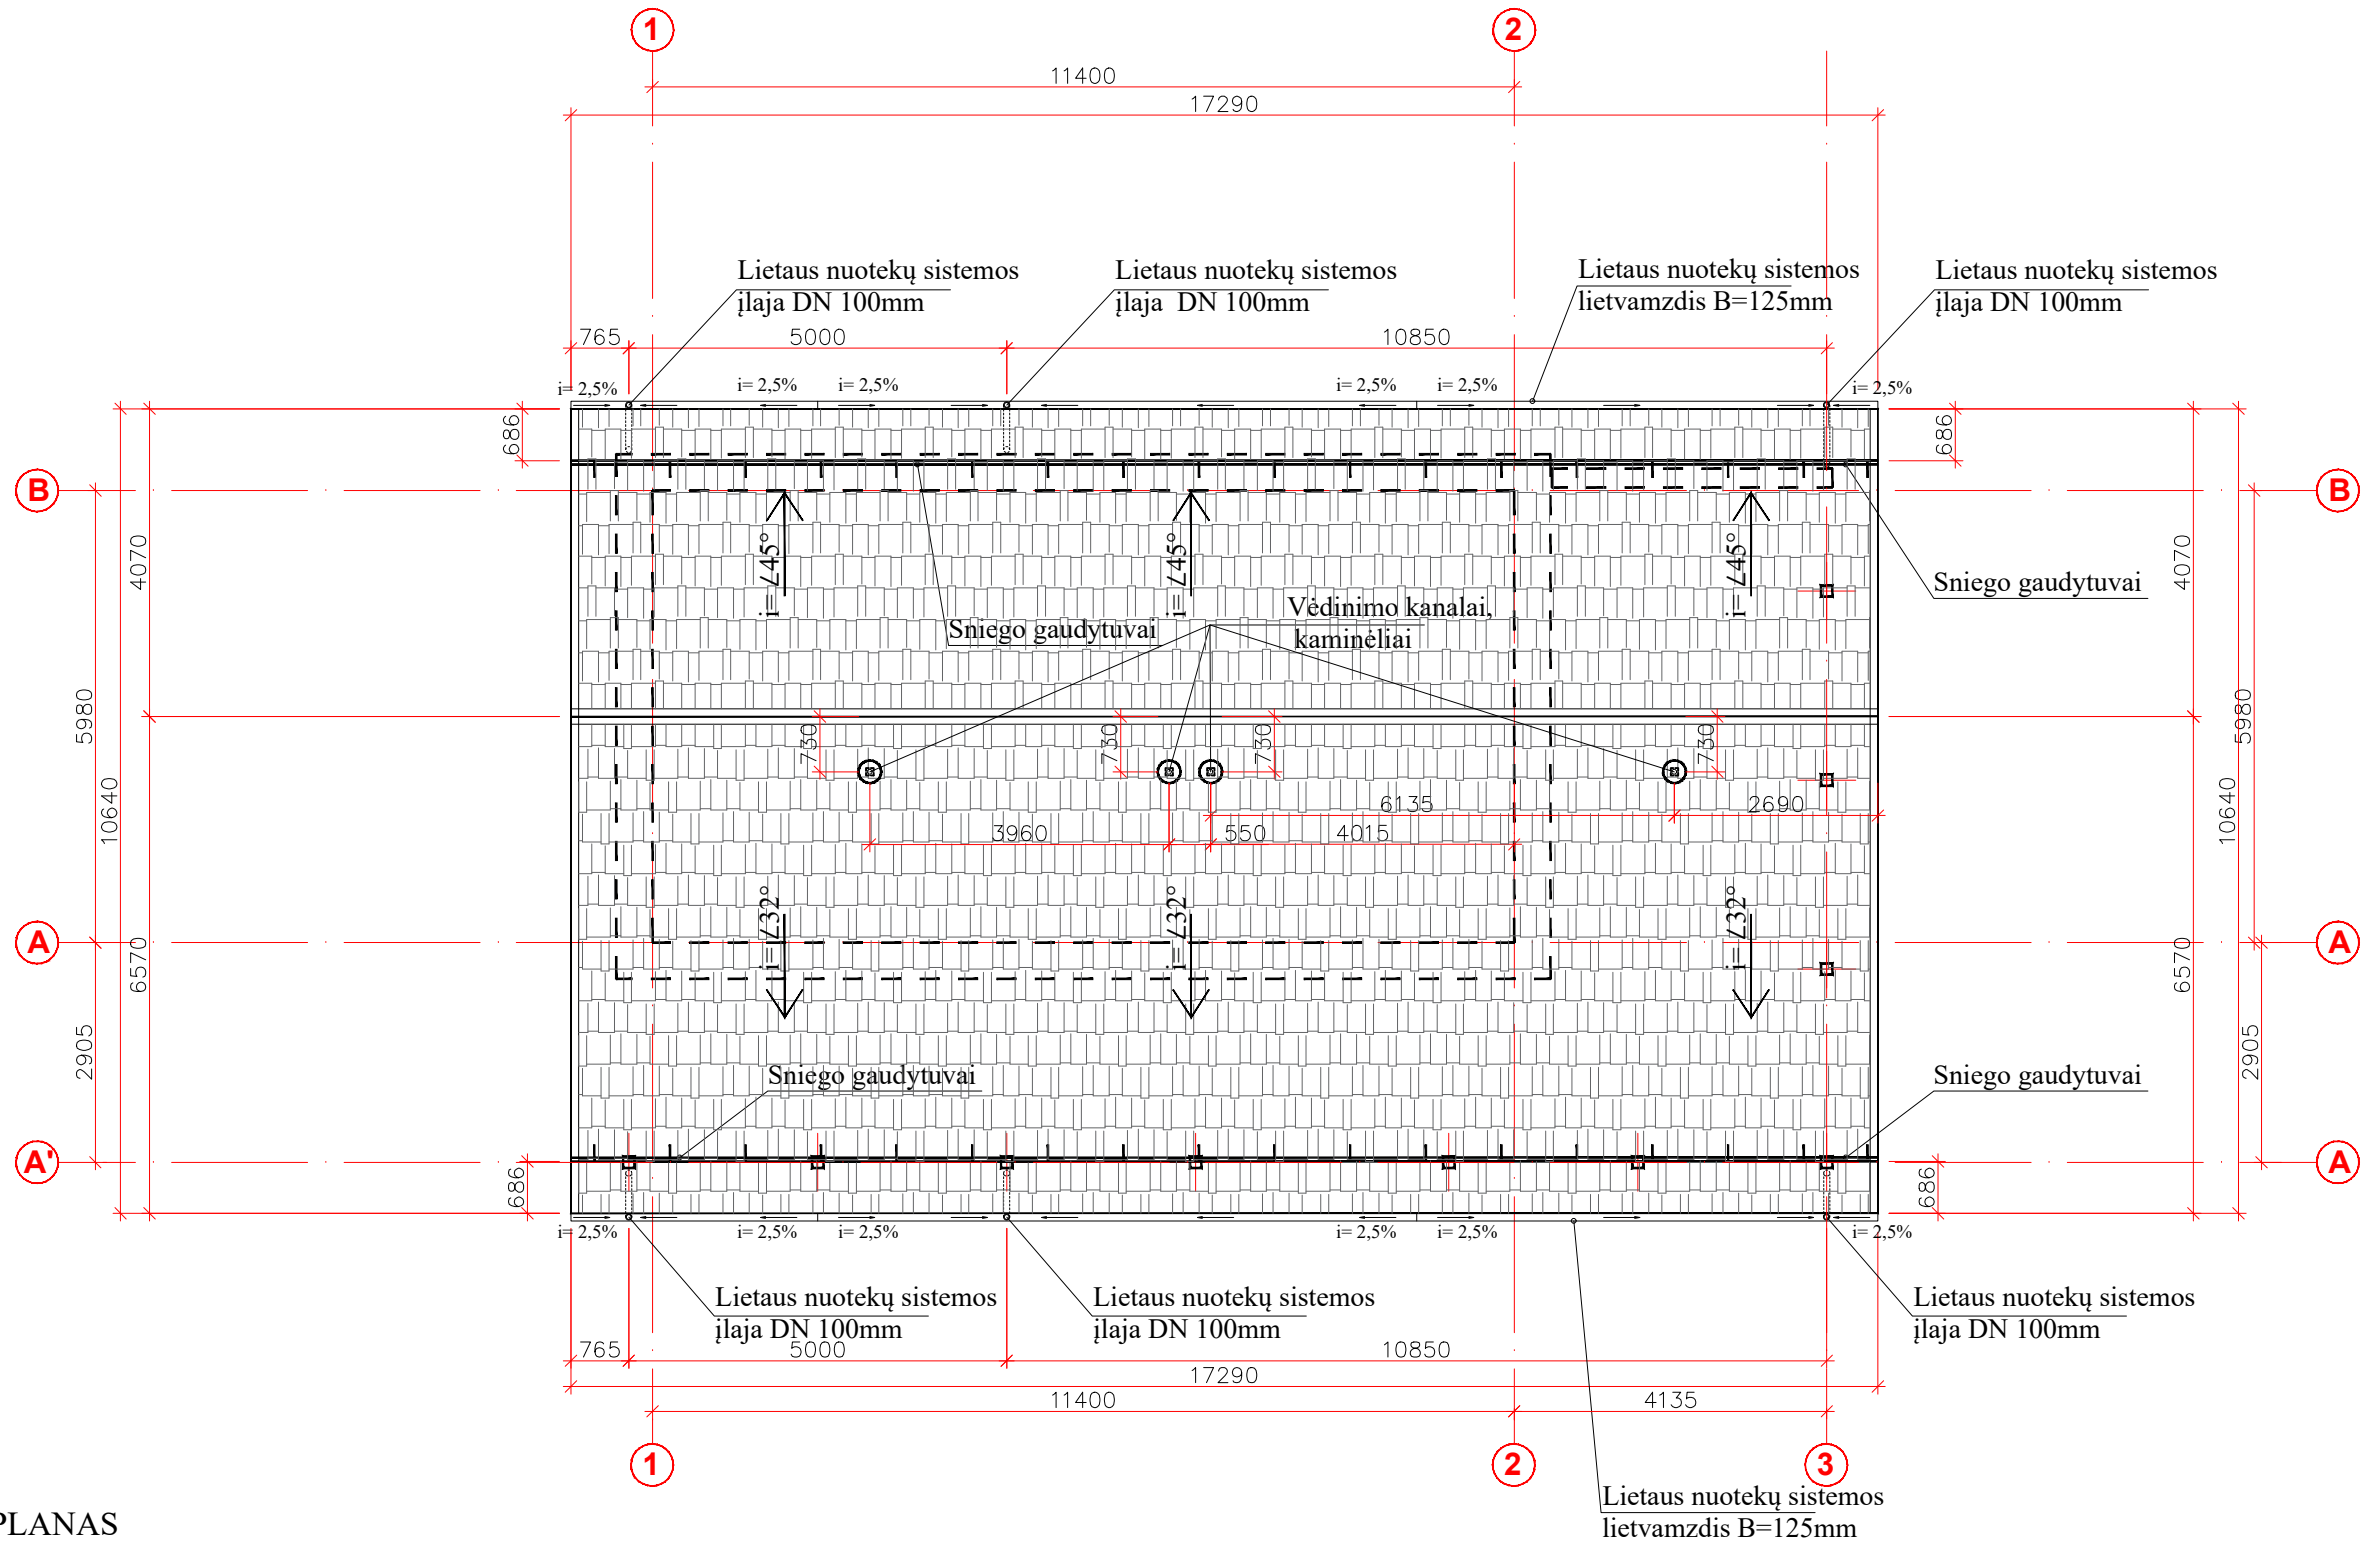 1
2
11400
17290
Lietaus nuotekų sistemos
įlaja DN 100mm
Lietaus nuotekų sistemos
įlaja DN 100mm
Lietaus nuotekų sistemos
lietvamzdis B=125mm
Lietaus nuotekų sistemos
įlaja DN 100mm
765
5000
10850
i= 2,5%
i= 2,5%
i= 2,5%
i= 2,5%
i= 2,5%
i= 2,5%
686
686
B
B
4070
4070
i= ∠45°
i= ∠45°
i= ∠45°
Sniego gaudytuvai
Sniego gaudytuvai
Vėdinimo kanalai,
kaminėliai
5980
5980
730
730
730
730
10640
10640
6135
2690
3960
550
4015
i= ∠32°
i= ∠32°
i= ∠32°
A
A
6570
6570
2905
2905
Sniego gaudytuvai
Sniego gaudytuvai
A'
A
686
686
i= 2,5%
i= 2,5%
i= 2,5%
i= 2,5%
i= 2,5%
i= 2,5%
Lietaus nuotekų sistemos
įlaja DN 100mm
Lietaus nuotekų sistemos
įlaja DN 100mm
Lietaus nuotekų sistemos
įlaja DN 100mm
765
5000
10850
17290
11400
4135
1
2
3
Lietaus nuotekų sistemos
lietvamzdis B=125mm
PLANAS